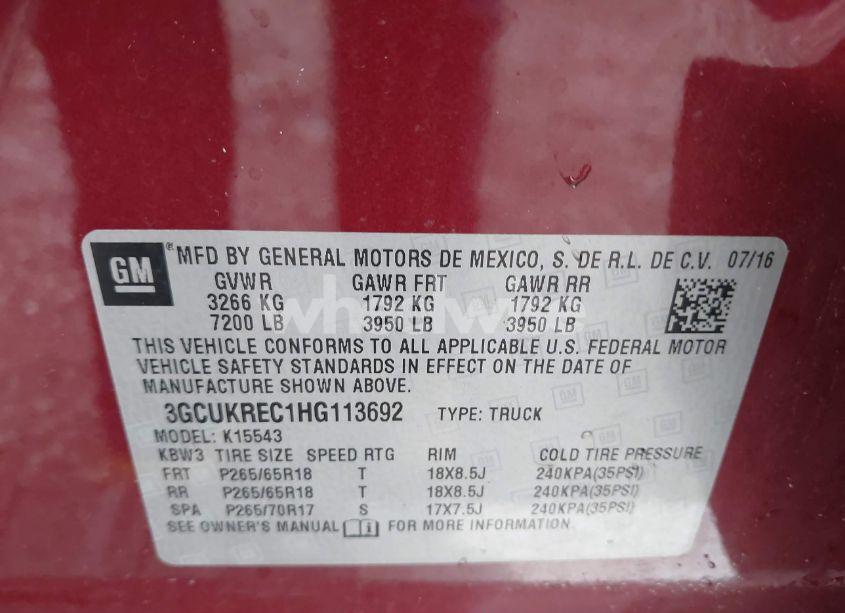 GM
® MFD BY GENERAL MOTORS DE MEXICO, S. DE R.L. DE C.V. 07/16
GVWR GAWR FRT GAWR RR
3266 KG 1792 KG 1792 KG
7200 LB 3950 LB 3950 LB
THIS VEHICLE CONFORMS TO ALL APPLICABLE U.S. FEDERAL MOTOR
VEHICLE SAFETY STANDARDS IN EFFECT ON THE DATE OF
MANUFACTURE SHOWN ABOVE.
3GCUKREC1HG113692 TYPE: TRUCK
MODEL: K15543
KBW3 TIRE SIZE SPEED RTG RIM COLD TIRE PRESSURE
FRT P265/65R18 T 18X8.5J 240KPA(35PSI)
RR P265/65R18 T 18X8.5J 240KPA(35PSI)
SPA P265/70R17 S 17X7.5J 240KPA(35PSI)
SEE OWNER'S MANUAL FOR MORE INFORMATION